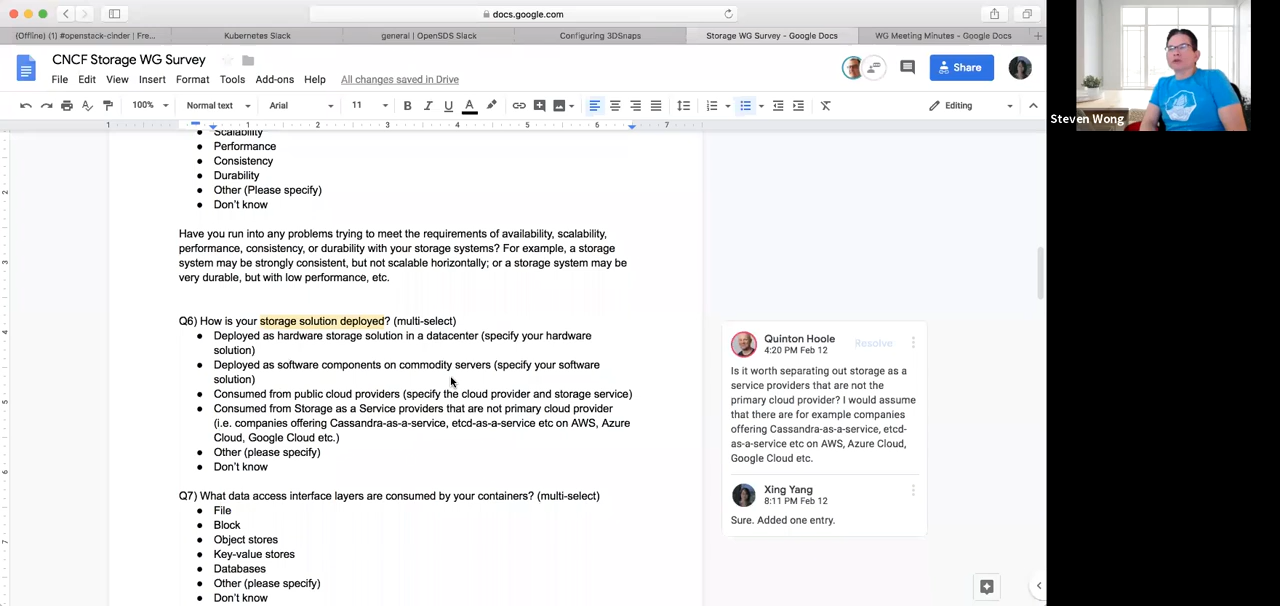 docs.google.com
(Offline) (1) #openstack-cinder | Fre...
Kubernetes Slack
general | OpenSDS Slack
Configuring 3DSnaps
Storage WG Survey - Google Docs
WG Meeting Minutes - Google Docs
CNCF Storage WG Survey
File Edit View Insert Format Tools Add-ons Help All changes saved in Drive
Share
100% Normal text Arial 11 B I U A Editing
1 1 2 3 4 5 6 7
Scalability
● Performance
● Consistency
● Durability
● Other (Please specify)
● Don't know
Have you run into any problems trying to meet the requirements of availability, scalability,
performance, consistency, or durability with your storage systems? For example, a storage
system may be strongly consistent, but not scalable horizontally; or a storage system may be
very durable, but with low performance, etc.
Q6) How is your storage solution deployed? (multi-select)
● Deployed as hardware storage solution in a datacenter (specify your hardware
solution)
● Deployed as software components on commodity servers (specify your software
solution)
● Consumed from public cloud providers (specify the cloud provider and storage service)
● Consumed from Storage as a Service providers that are not primary cloud provider
(i.e. companies offering Cassandra-as-a-service, etcd-as-a-service etc on AWS, Azure
Cloud, Google Cloud etc.)
● Other (please specify)
● Don't know
Q7) What data access interface layers are consumed by your containers? (multi-select)
● File
● Block
● Object stores
● Key-value stores
● Databases
● Other (please specify)
● Don't know
Quinton Hoole
4:20 PM Feb 12
Resolve
Is it worth separating out storage as a
service providers that are not the
primary cloud provider? I would assume
that there are for example companies
offering Cassandra-as-a-service, etcd-
as-a-service etc on AWS, Azure Cloud,
Google Cloud etc.
Xing Yang
8:11 PM Feb 12
Sure. Added one entry.
Steven Wong